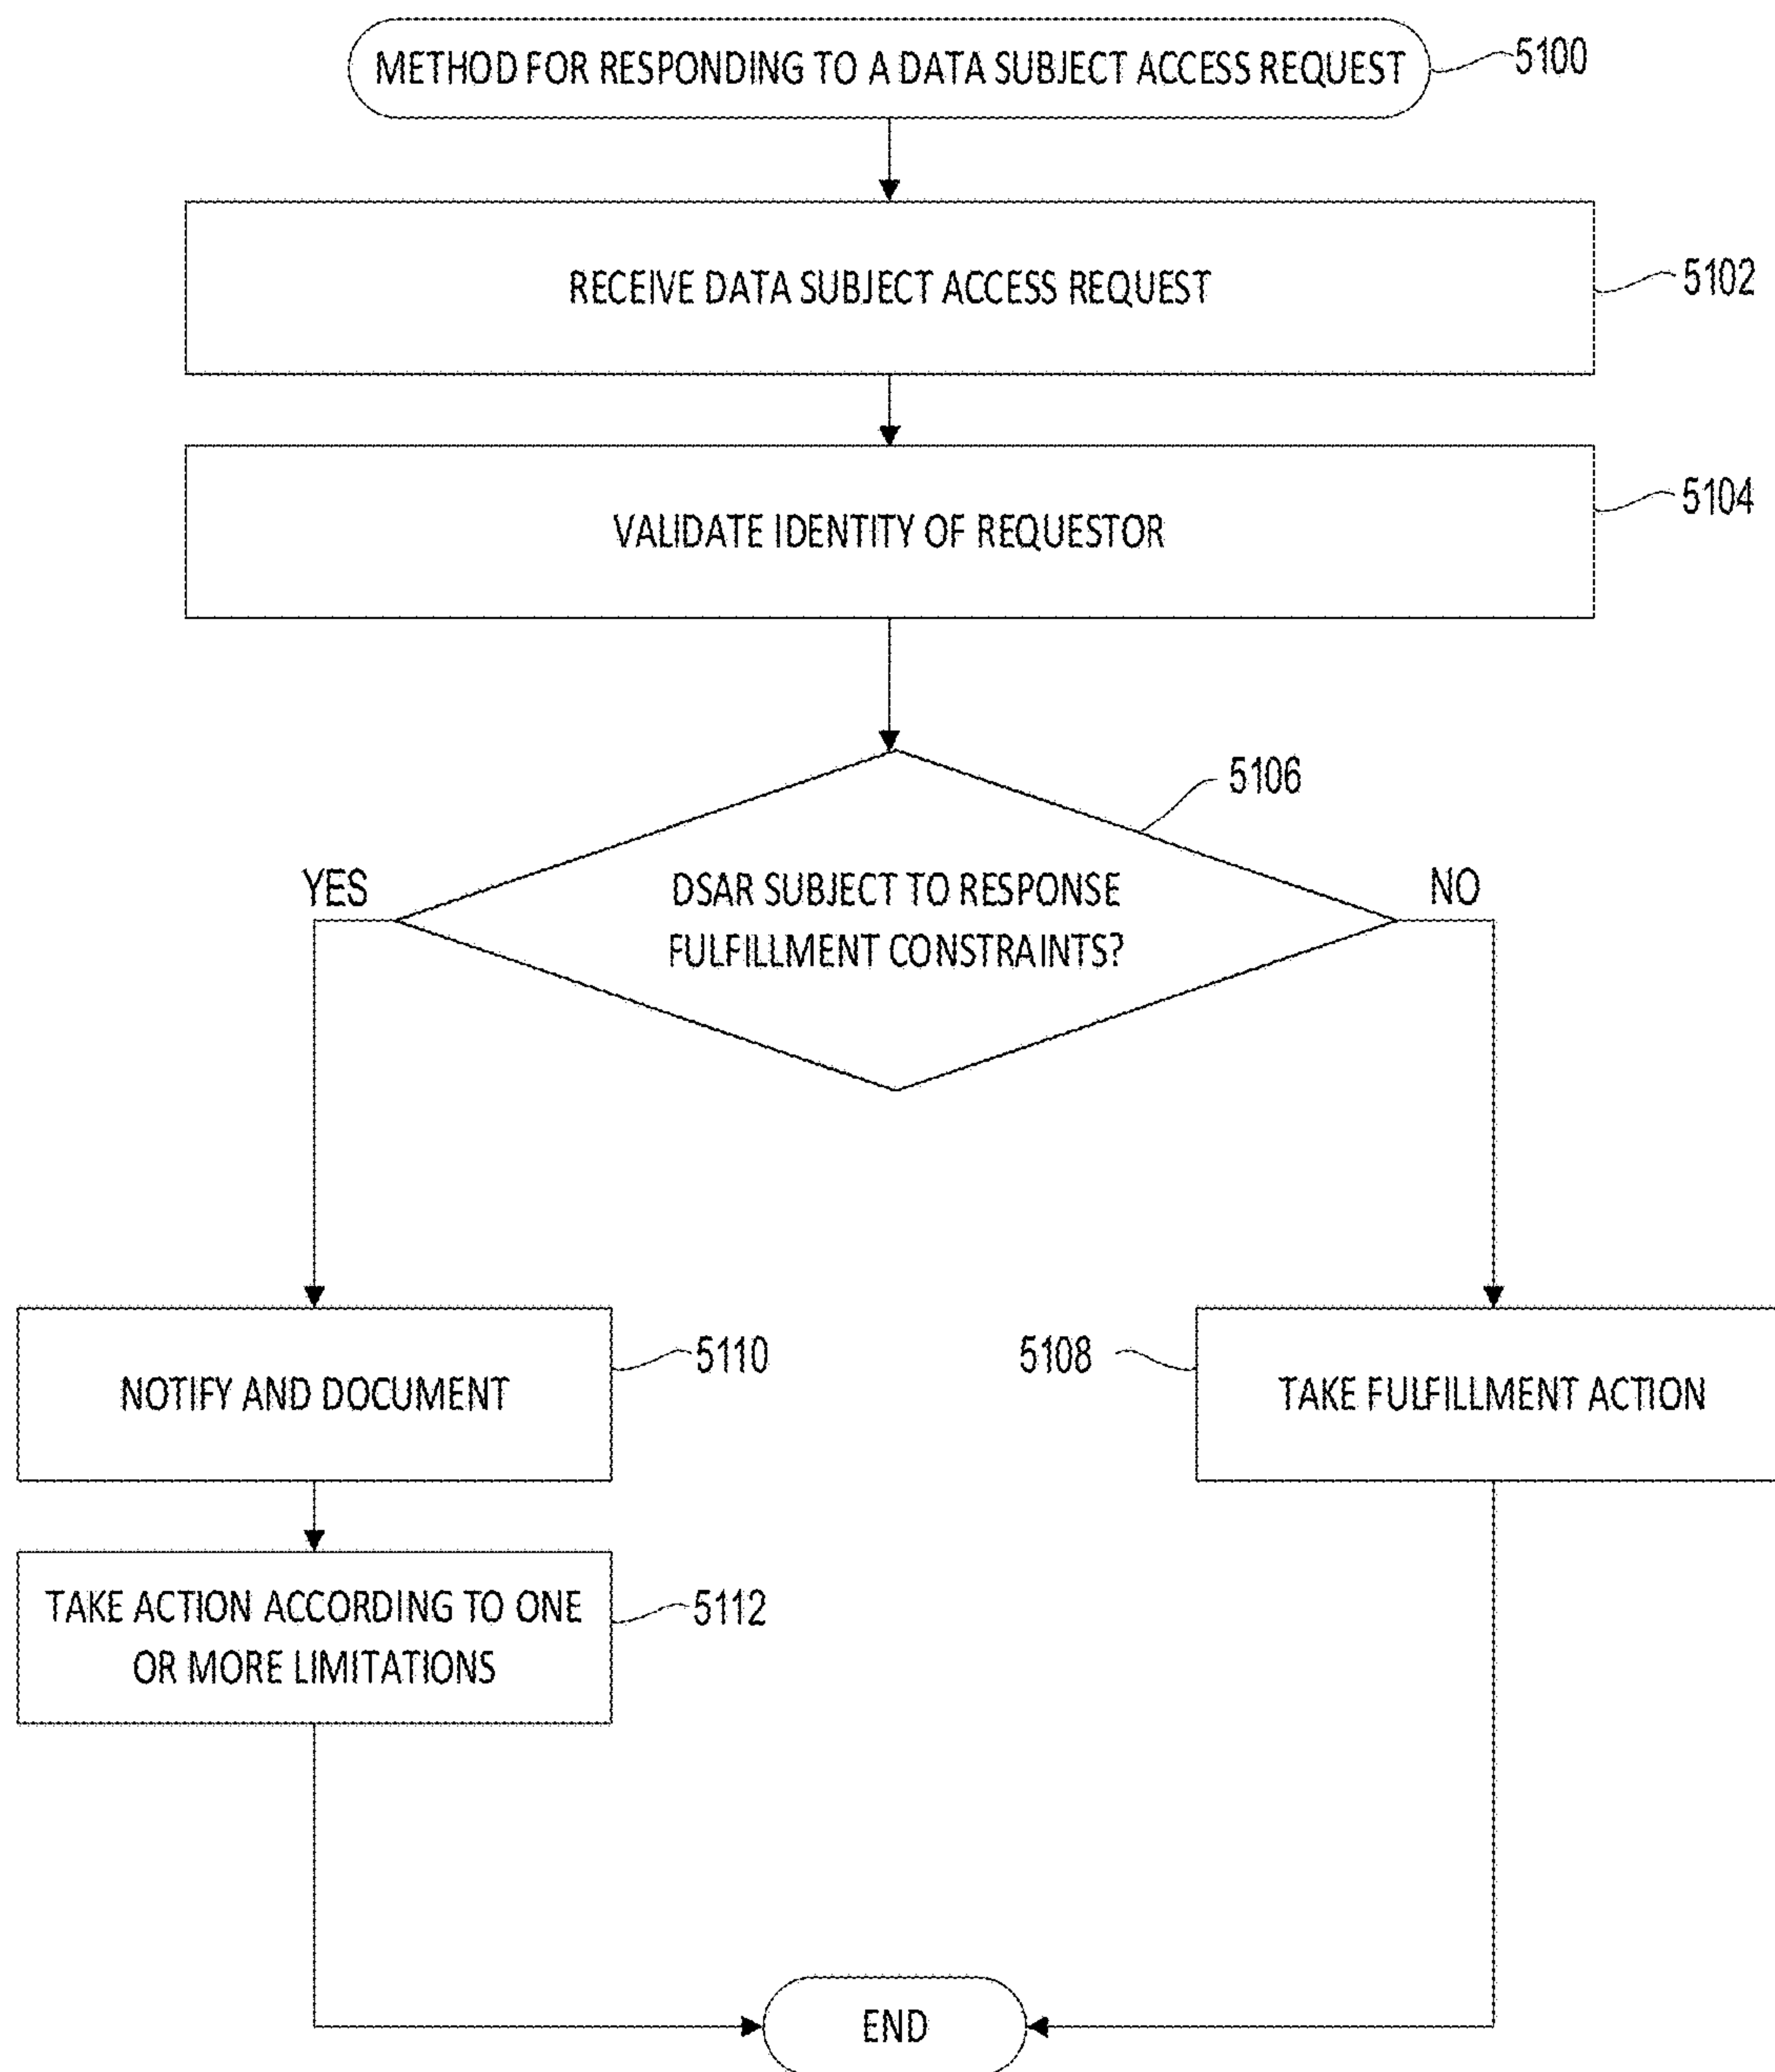 METHOD FOR RESPONDING TO A DATA SUBJECT ACCESS REQUEST
5100
RECEIVE DATA SUBJECT ACCESS REQUEST
5102
VALIDATE IDENTITY OF REQUESTOR
5104
5106
YES
DSAR SUBJECT TO RESPONSE
FULFILLMENT CONSTRAINTS?
NO
NOTIFY AND DOCUMENT
5110
5108
TAKE FULFILLMENT ACTION
TAKE ACTION ACCORDING TO ONE
OR MORE LIMITATIONS
5112
END